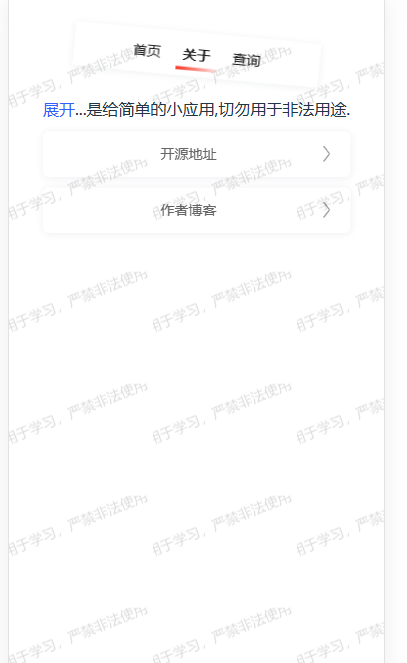 首页 关于 查询
展开...是给简单的小应用,切勿用于非法用途.
开源地址
作者博客
用于学习，严禁非法使用